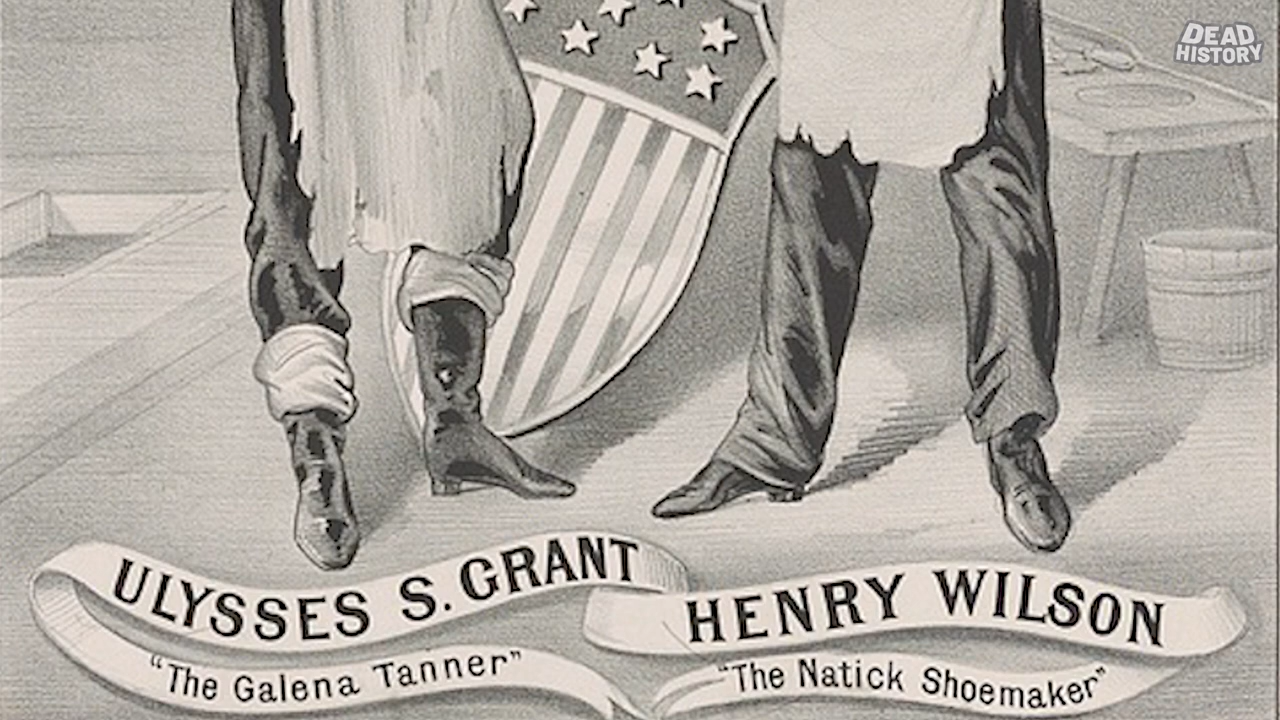 DEAD
HISTORY
ULYSSES S. GRANT
"The Galena Tanner"
HENRY WILSON
"The Natick Shoemaker"